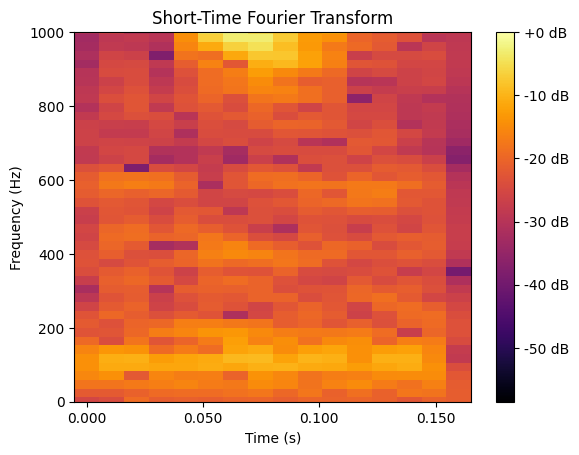 Short-Time Fourier Transform
1000
800
600
400
200
0
Frequency (Hz)
0.000
0.050
0.100
0.150
Time (s)
+0 dB
-10 dB
-20 dB
-30 dB
-40 dB
-50 dB